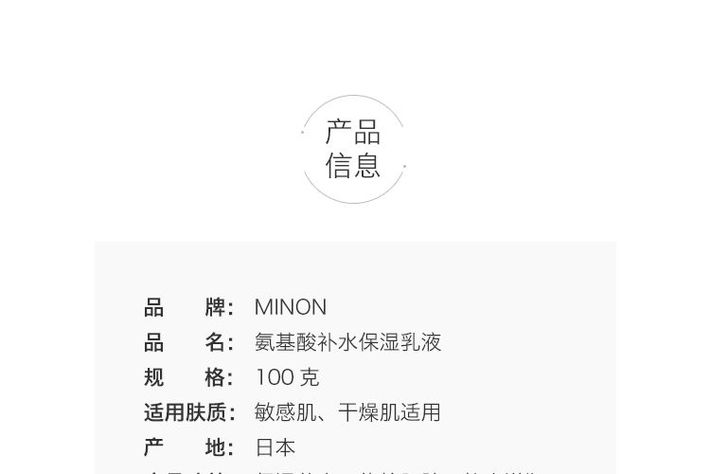 产品
信息
品 牌： MINON
品 名： 氨基酸补水保湿乳液
规 格： 100 克
适用肤质： 敏感肌、干燥肌适用
产 地： 日本